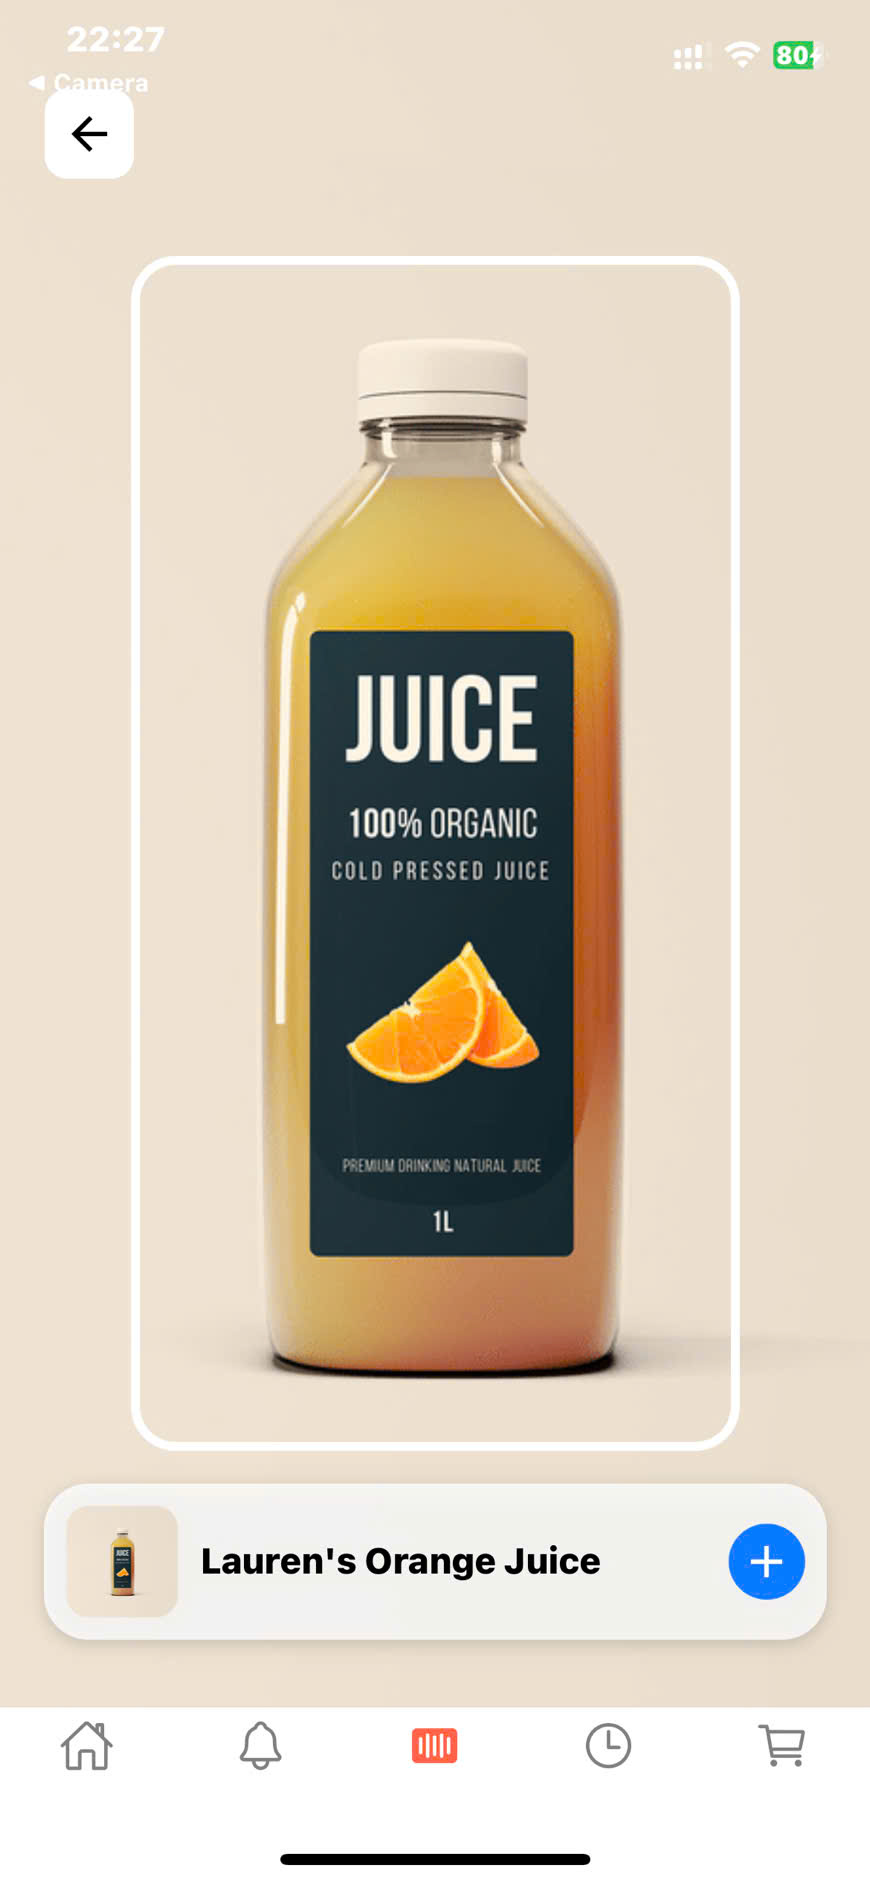 22:27
80
Camera
JUICE
100% ORGANIC
COLD PRESSED JUICE
PREMIUM DRINKING NATURAL JUICE
1L
Lauren's Orange Juice